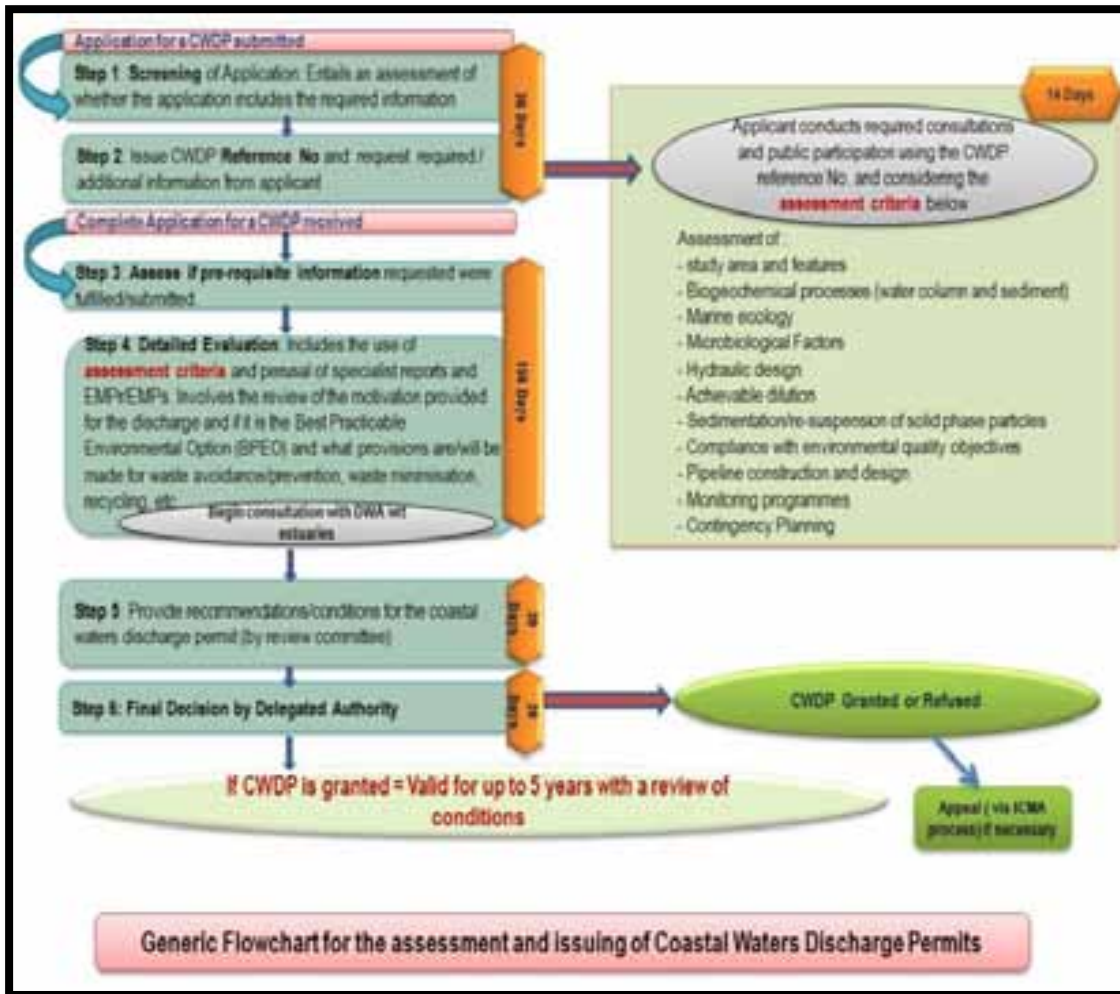 Application for a CWDP submitted
Step 1: Screening of Application: Entails an assessment of
whether the application includes the required information
Step 2: Issue CWDP Reference No and request required /
additional information from applicant
Days
14 Days
Applicant conducts required consultations
and public participation using the CWDP
reference No. and considering the
assessment criteria below
Assessment of :
- study area and features
- Biogeochemical processes (water column and sediment)
- Marine ecology
- Microbiological Factors
- Hydraulic design
- Achievable dilution
- Sedimentation/re-suspension of solid phase particles
- Compliance with environmental quality objectives
- Pipeline construction and design
- Monitoring programmes
- Contingency Planning
Complete Application for a CWDP received
Step 3: Assess if pre-requisite information requested were
fulfilled/submitted
Step 4: Detailed Evaluation: Includes the use of
assessment criteria and perusal of specialist reports and
EMPr/EMPs. Involves the review of the motivation provided
for the discharge and if it is the Best Practicable
Environmental Option (BPEO) and what provisions are/will be
made for waste avoidance/prevention, waste minimisation,
recycling, etc
Begin consultation with DWA wrt
estuaries
Days
Step 5: Provide recommendations/conditions for the coastal
waters discharge permit (by review committee)
Days
Step 6: Final Decision by Delegated Authority
Days
CWDP Granted or Refused
If CWDP is granted = Valid for up to 5 years with a review of
conditions
Appeal ( via ICMA
process) if necessary
Generic Flowchart for the assessment and issuing of Coastal Waters Discharge Permits